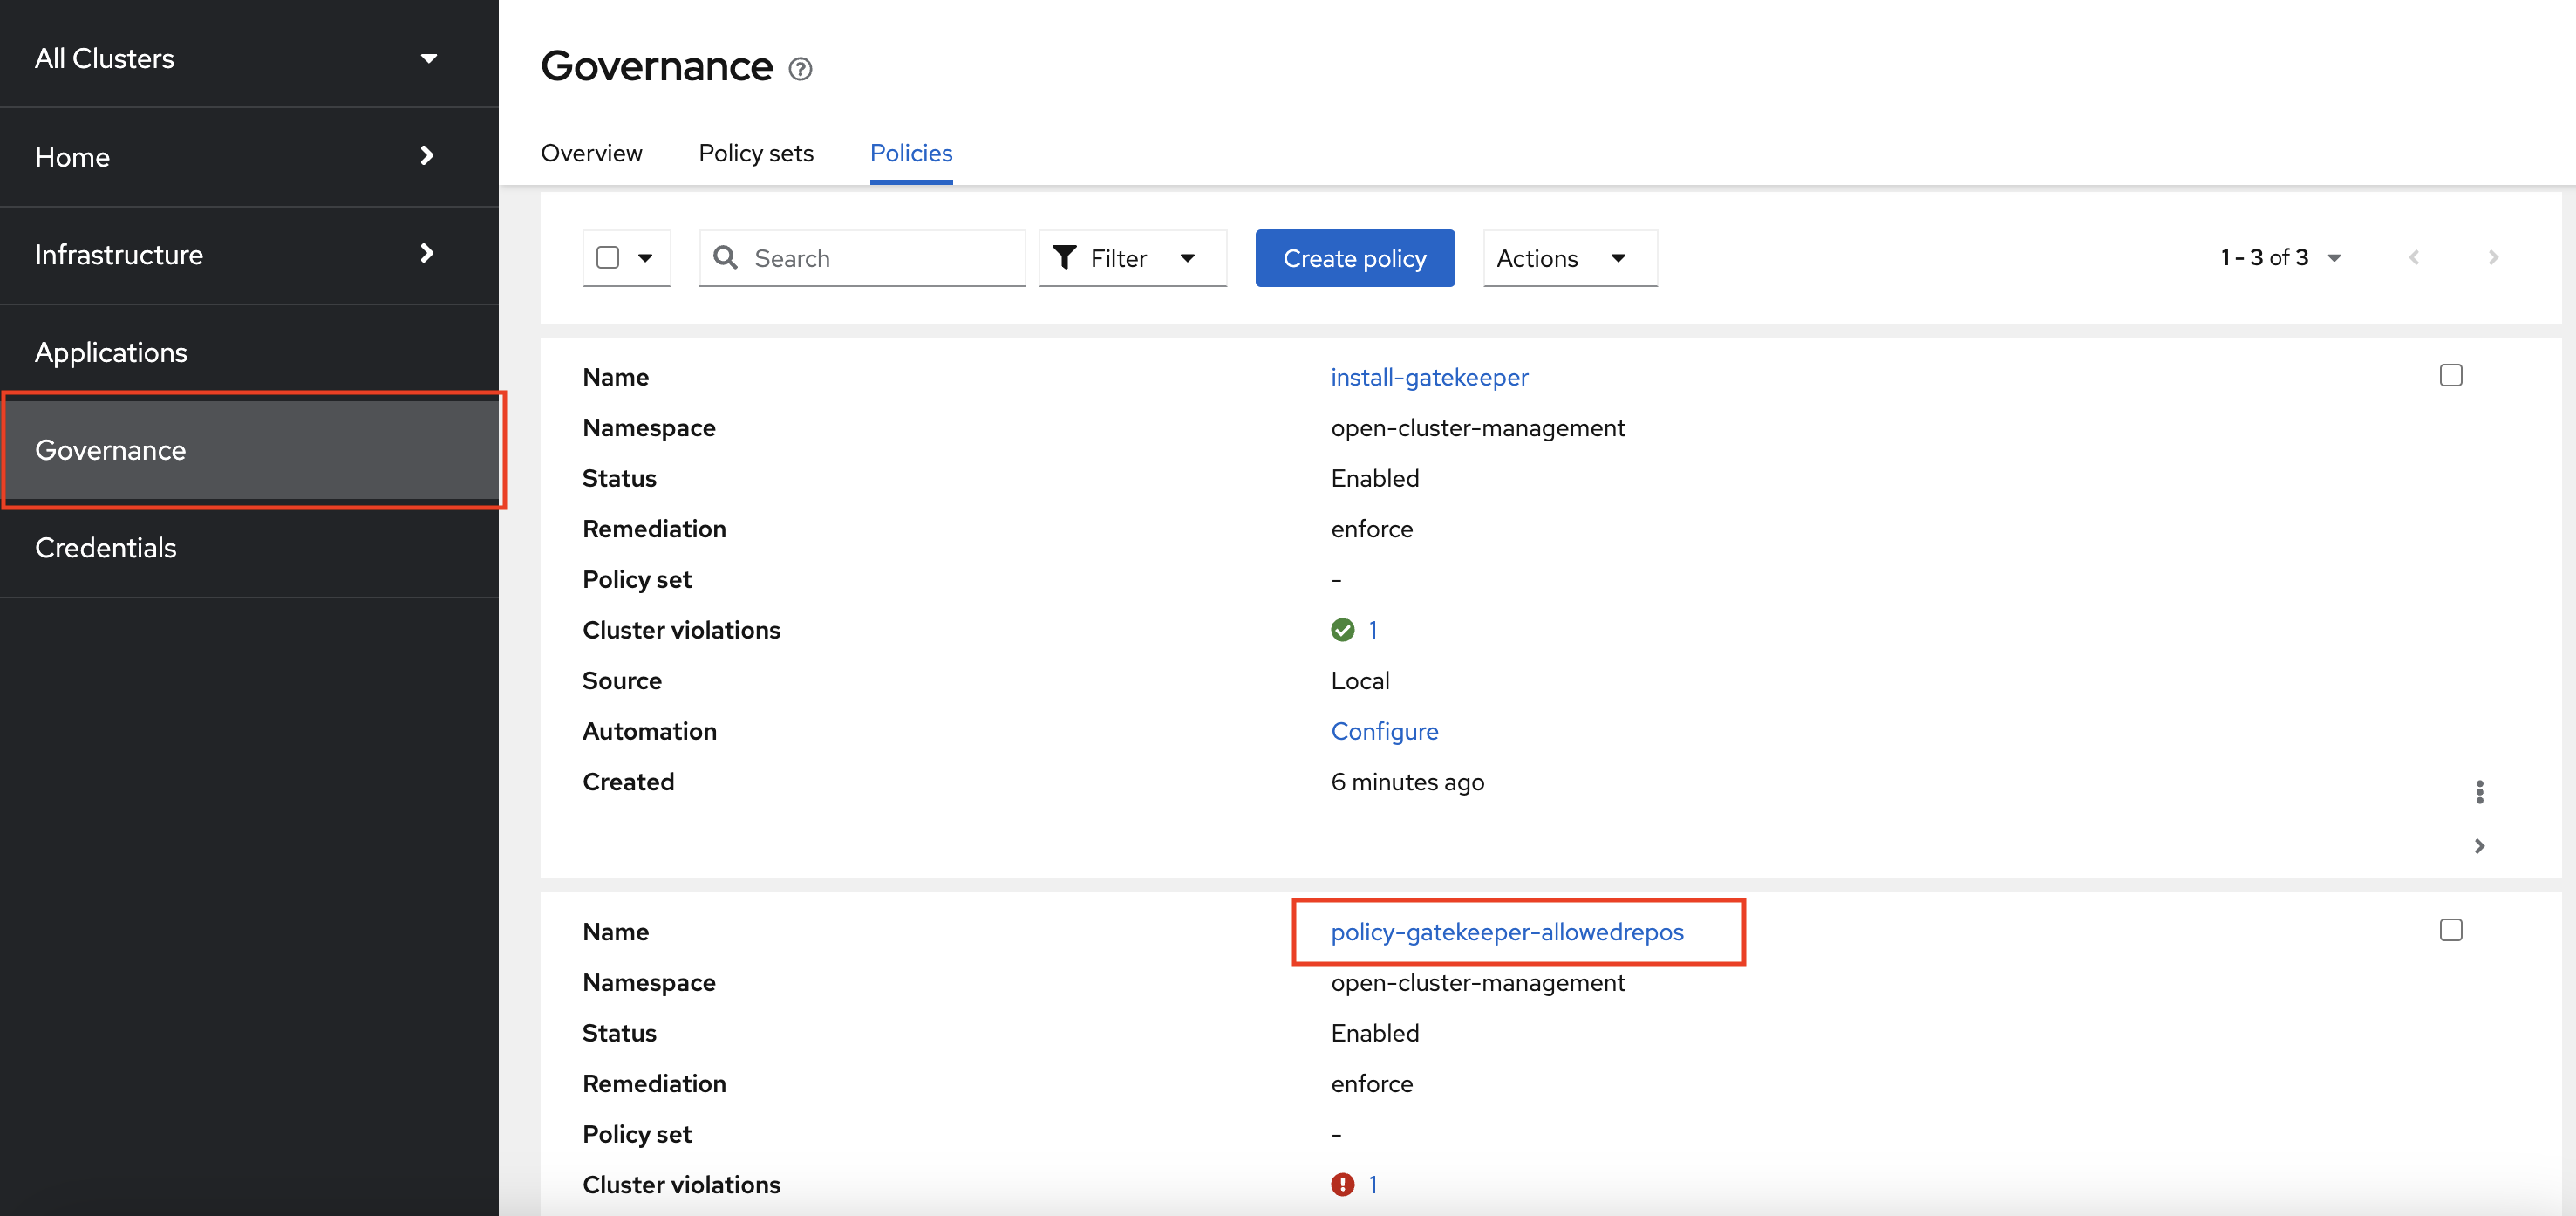 All Clusters
Home
Infrastructure
Applications
Governance
Credentials
Governance
Overview Policy sets Policies
Search Filter Create policy Actions 1 - 3 of 3
Name install-gatekeeper
Namespace open-cluster-management
Status Enabled
Remediation enforce
Policy set -
Cluster violations 1
Source Local
Automation Configure
Created 6 minutes ago
Name policy-gatekeeper-allowedrepos
Namespace open-cluster-management
Status Enabled
Remediation enforce
Policy set -
Cluster violations 1